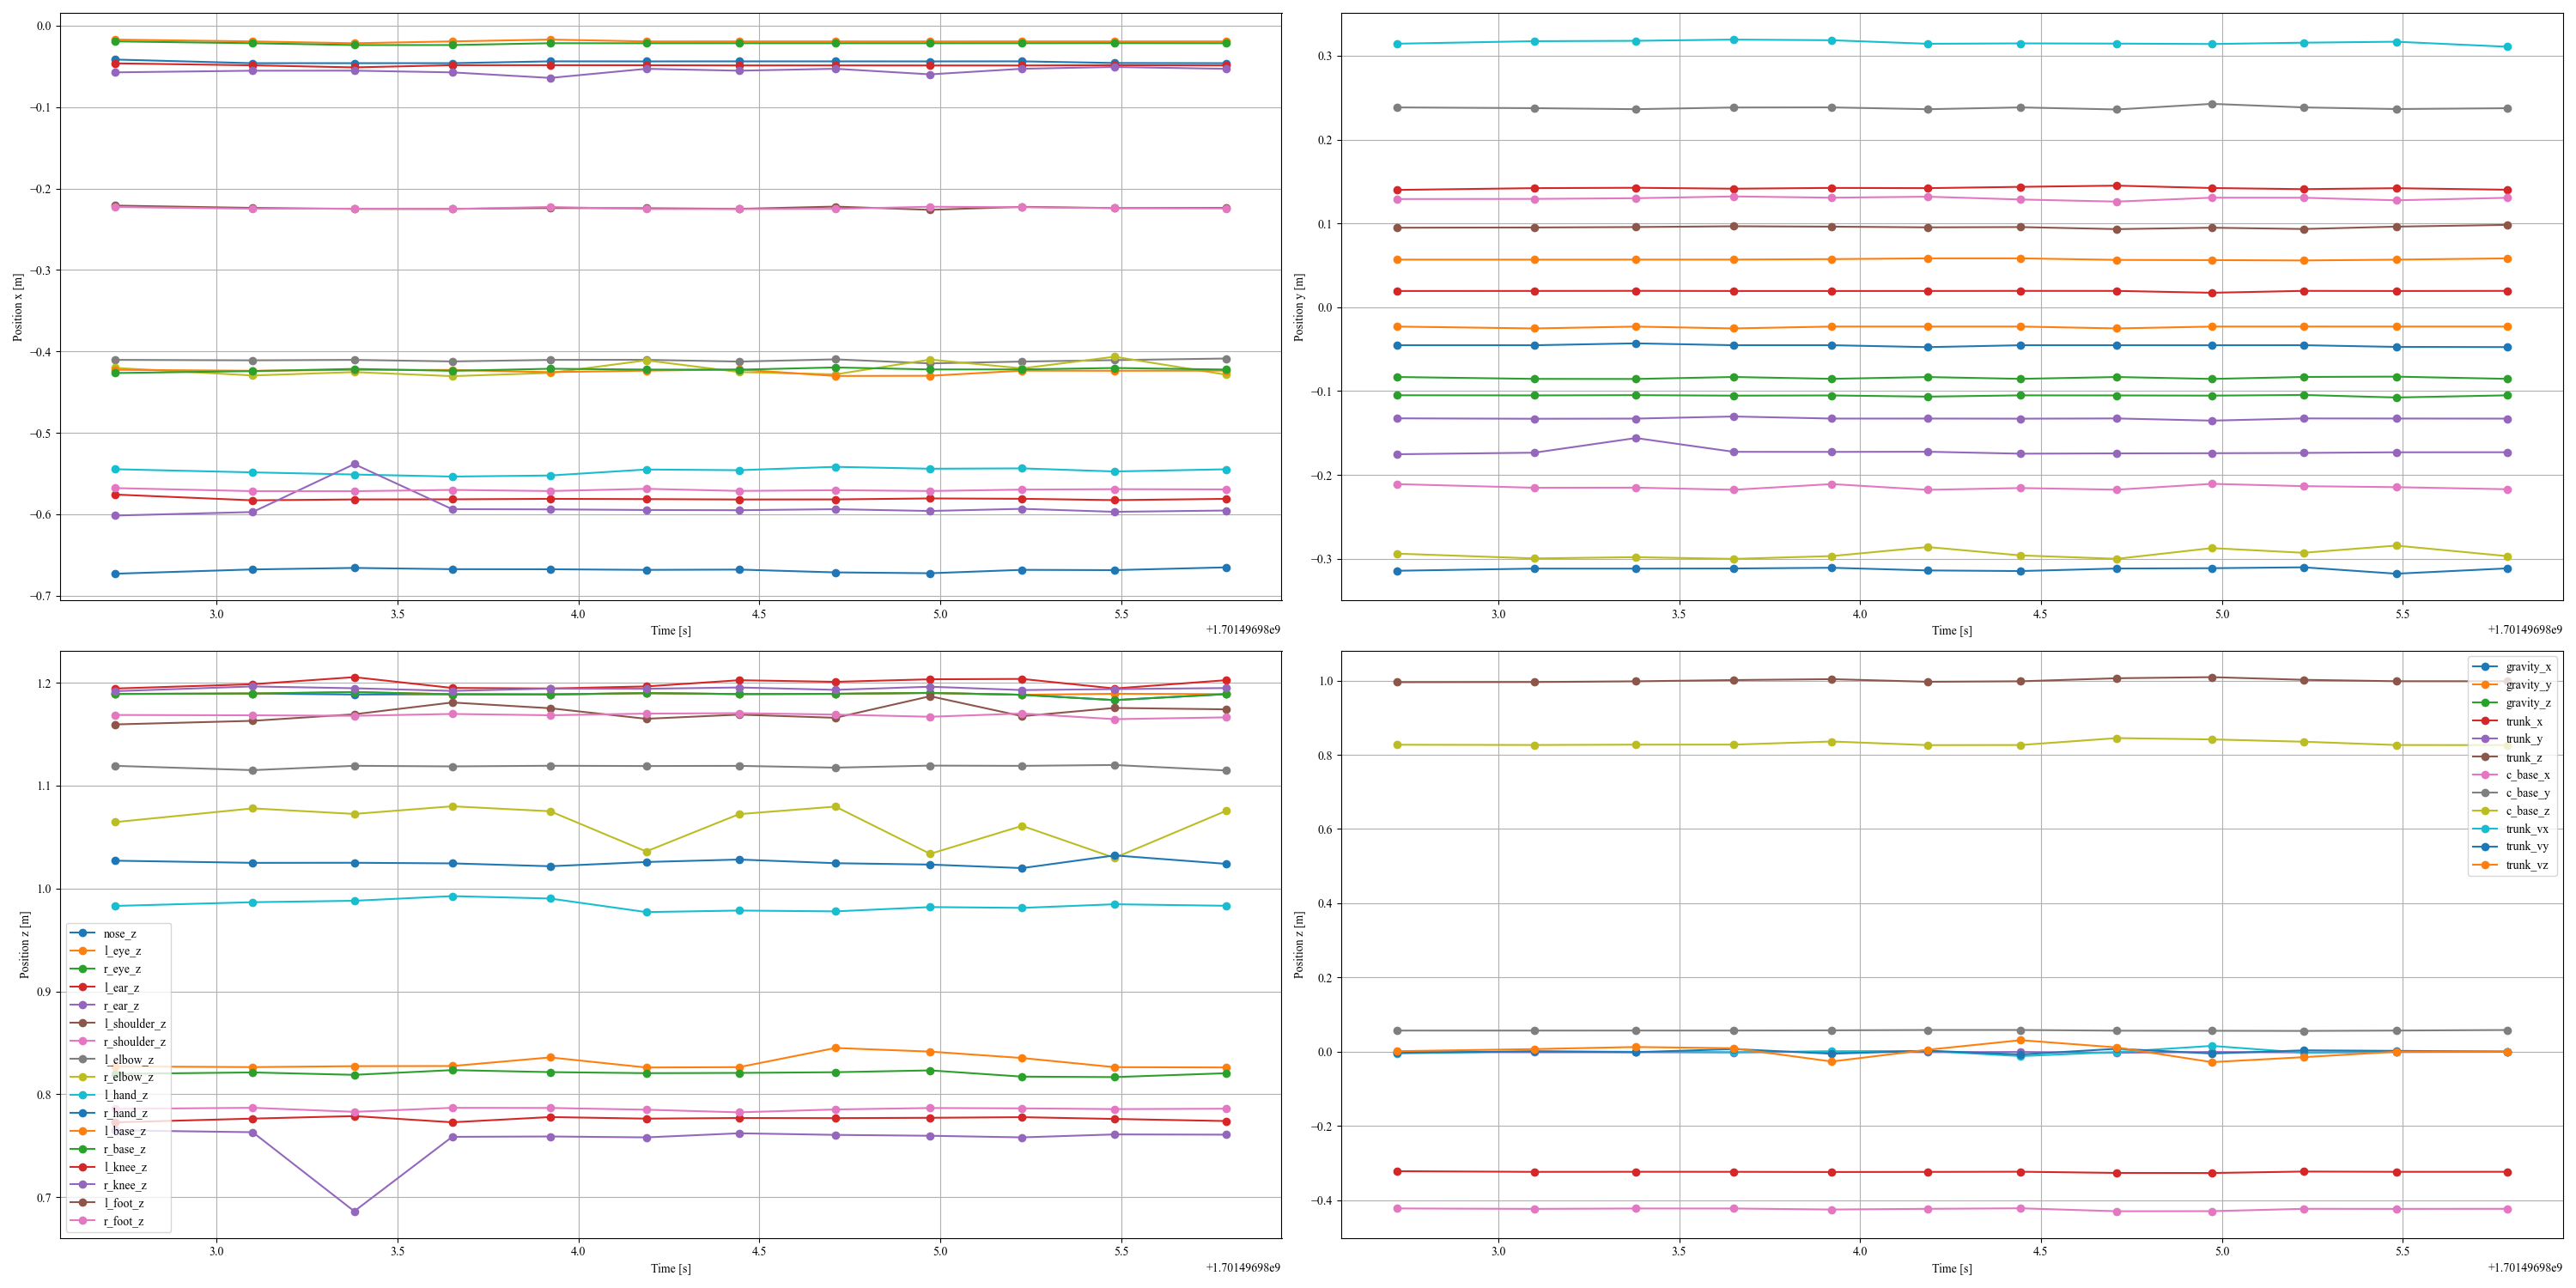 0.0
−0.1
−0.2
−0.3
−0.4
−0.5
−0.6
−0.7
Position x [m]
3.0 3.5 4.0 4.5 5.0 5.5
Time [s]
+1.70149698e9
0.3
0.2
0.1
0.0
−0.1
−0.2
−0.3
Position y [m]
3.0 3.5 4.0 4.5 5.0 5.5
Time [s]
+1.70149698e9
1.2
1.1
1.0
0.9
0.8
0.7
Position z [m]
nose_z
l_eye_z
r_eye_z
l_ear_z
r_ear_z
l_shoulder_z
r_shoulder_z
l_elbow_z
r_elbow_z
l_hand_z
r_hand_z
l_base_z
r_base_z
l_knee_z
r_knee_z
l_foot_z
r_foot_z
3.0 3.5 4.0 4.5 5.0 5.5
Time [s]
+1.70149698e9
1.0
0.8
0.6
0.4
0.2
0.0
−0.2
−0.4
Position z [m]
gravity_x
gravity_y
gravity_z
trunk_x
trunk_y
trunk_z
c_base_x
c_base_y
c_base_z
trunk_vx
trunk_vy
trunk_vz
3.0 3.5 4.0 4.5 5.0 5.5
Time [s]
+1.70149698e9